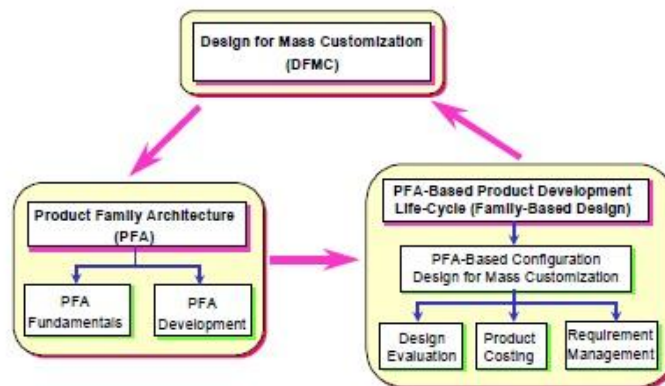 Design for Mass Customization
(DFMC)
Product Family Architecture
(PFA)
PFA
Fundamentals
PFA
Development
PFA-Based Product Development
Life-Cycle (Family-Based Design)
PFA-Based Configuration
Design for Mass Customization
Design
Evaluation
Product
Costing
Requirement
Management